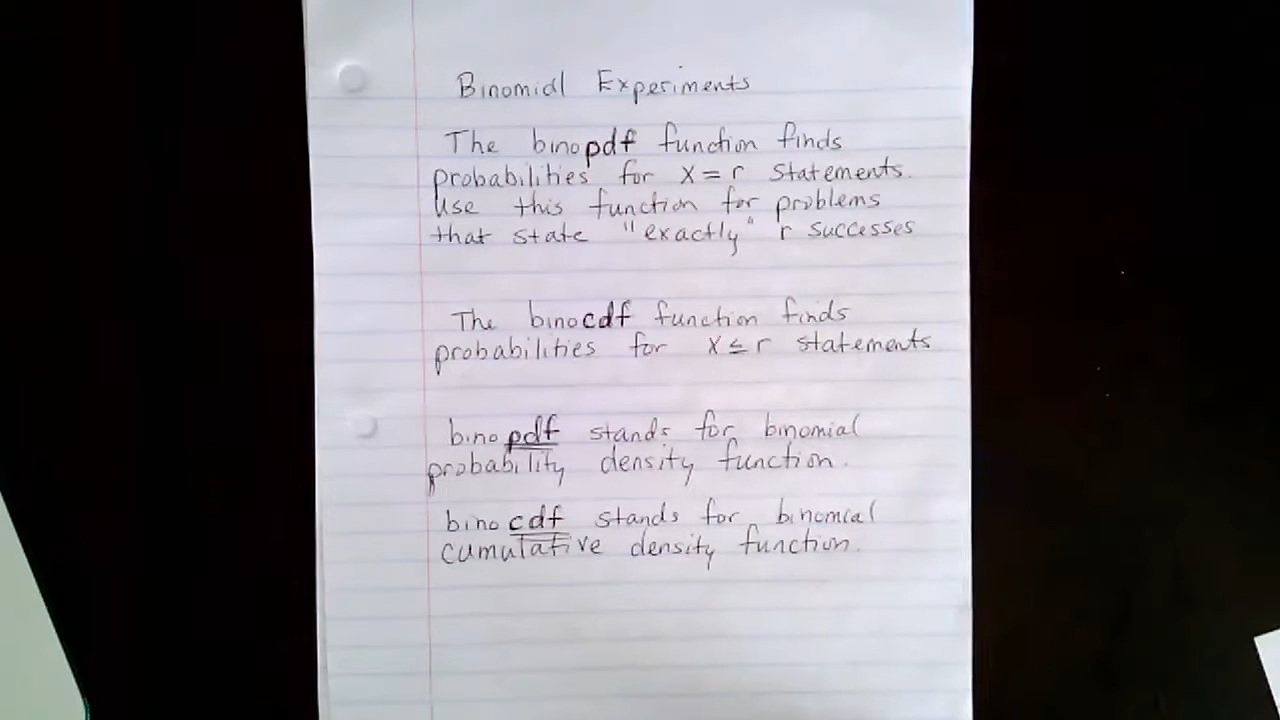 Binomial Experiments
The binopdf function finds
probabilities for x = r statements.
Use this function for problems
that state "exactly" r successes
The binocdf function finds
probabilities for x ≤ r statements
binopdf stands for binomial
probability density function.
binocdf stands for binomial
cumulative density function.